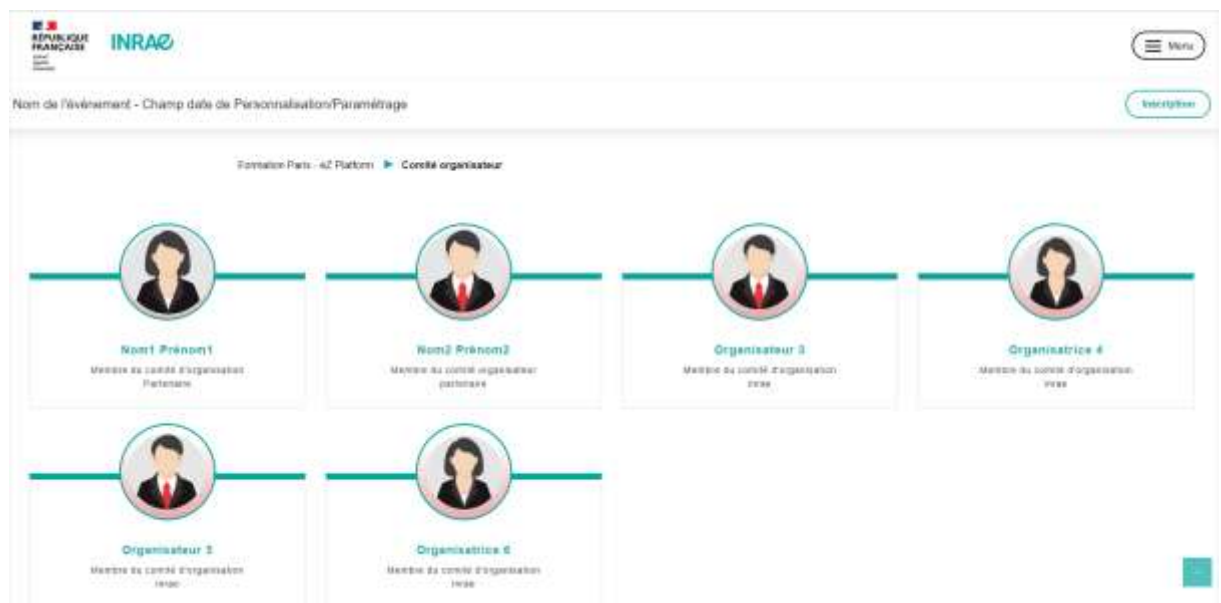 RÉPUBLIQUE
FRANÇAISE
INRAE
Menu
Nom de l'événement - Champ date de Personnalisation/Paramétrage
Inscription
Formation Paris - eZ Platform ► Comité organisateur
Nom1 Prénom1
Membre du comité d'organisation
Partenaire
Nom2 Prénom2
Membre du comité organisateur
partenaire
Organisateur 3
Membre du comité d'organisation
Inrae
Organisatrice 4
Membre du comité d'organisation
Inrae
Organisateur 5
Membre du comité d'organisation
Inrae
Organisatrice 6
Membre du comité d'organisation
Inrae